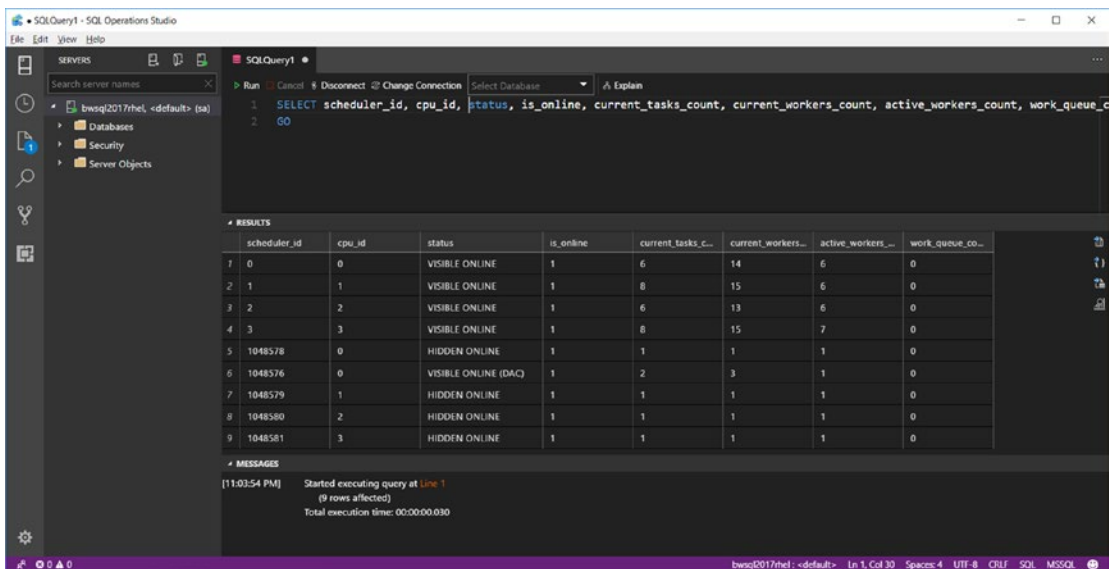 • SQLQuery1 - SQL Operations Studio
File Edit View Help
SERVERS
Search server names
bwsql2017rhel, <default> (sa)
Databases
Security
Server Objects
1
SQLQuery1 •
Run Cancel Disconnect Change Connection Select Database Explain
1 SELECT scheduler_id, cpu_id, status, is_online, current_tasks_count, current_workers_count, active_workers_count, work_queue_c
2 GO
RESULTS
scheduler_id cpu_id status is_online current_tasks_c... current_workers... active_workers_... work_queue_co...
1 0 0 VISIBLE ONLINE 1 6 14 6 0
2 1 1 VISIBLE ONLINE 1 8 15 6 0
3 2 2 VISIBLE ONLINE 1 6 13 6 0
4 3 3 VISIBLE ONLINE 1 8 15 7 0
5 1048578 0 HIDDEN ONLINE 1 1 1 1 0
6 1048576 0 VISIBLE ONLINE (DAC) 1 2 3 1 0
7 1048579 1 HIDDEN ONLINE 1 1 1 1 0
8 1048580 2 HIDDEN ONLINE 1 1 1 1 0
9 1048581 3 HIDDEN ONLINE 1 1 1 1 0
MESSAGES
[11:03:54 PM] Started executing query at Line 1
(9 rows affected)
Total execution time: 00:00:00.030
0 0 bwsql2017rhel : <default> Ln 1, Col 30 Spaces: 4 UTF-8 CRLF SQL MSSQL